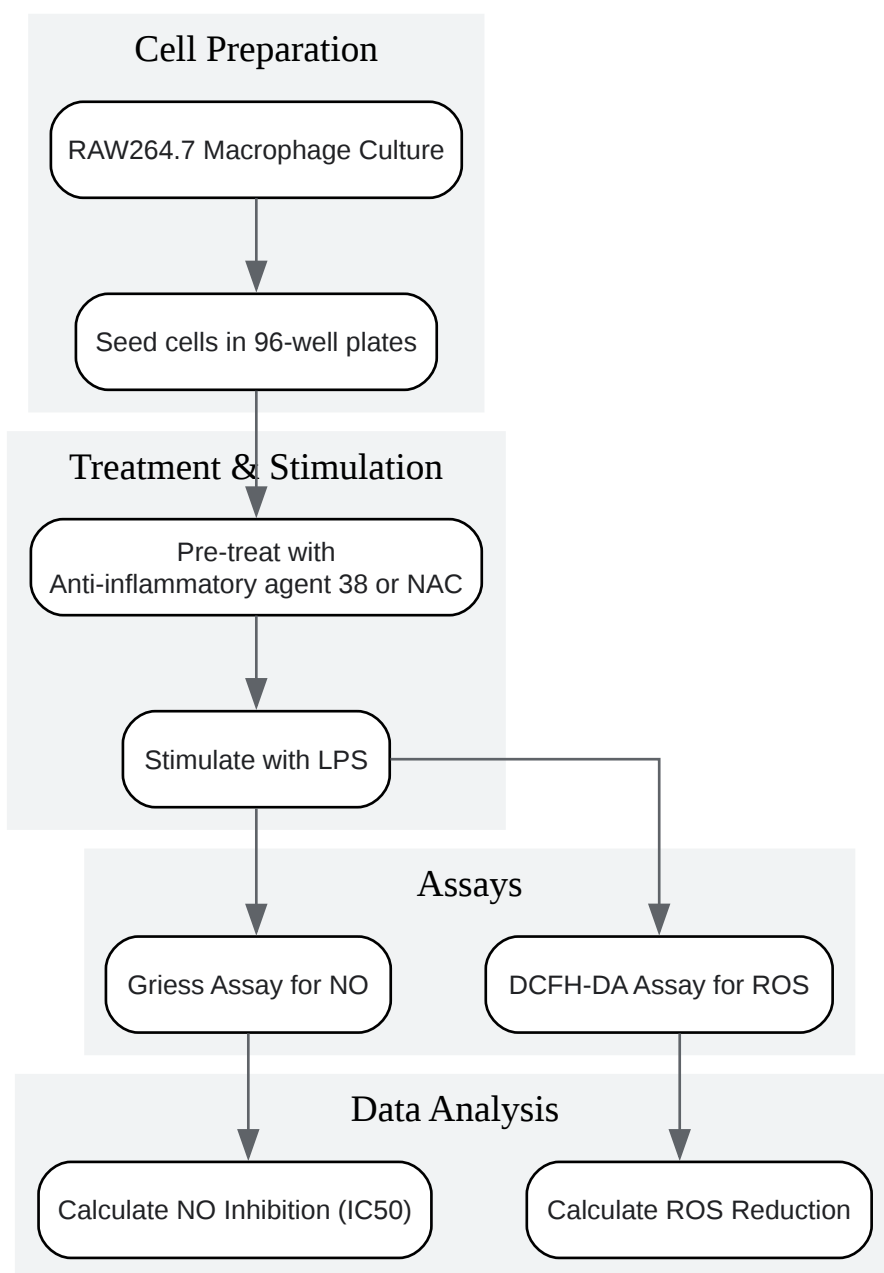 Cell Preparation
RAW264.7 Macrophage Culture
Seed cells in 96-well plates
Treatment & Stimulation
Pre-treat with
Anti-inflammatory agent 38 or NAC
Stimulate with LPS
Assays
Griess Assay for NO
DCFH-DA Assay for ROS
Data Analysis
Calculate NO Inhibition (IC50)
Calculate ROS Reduction